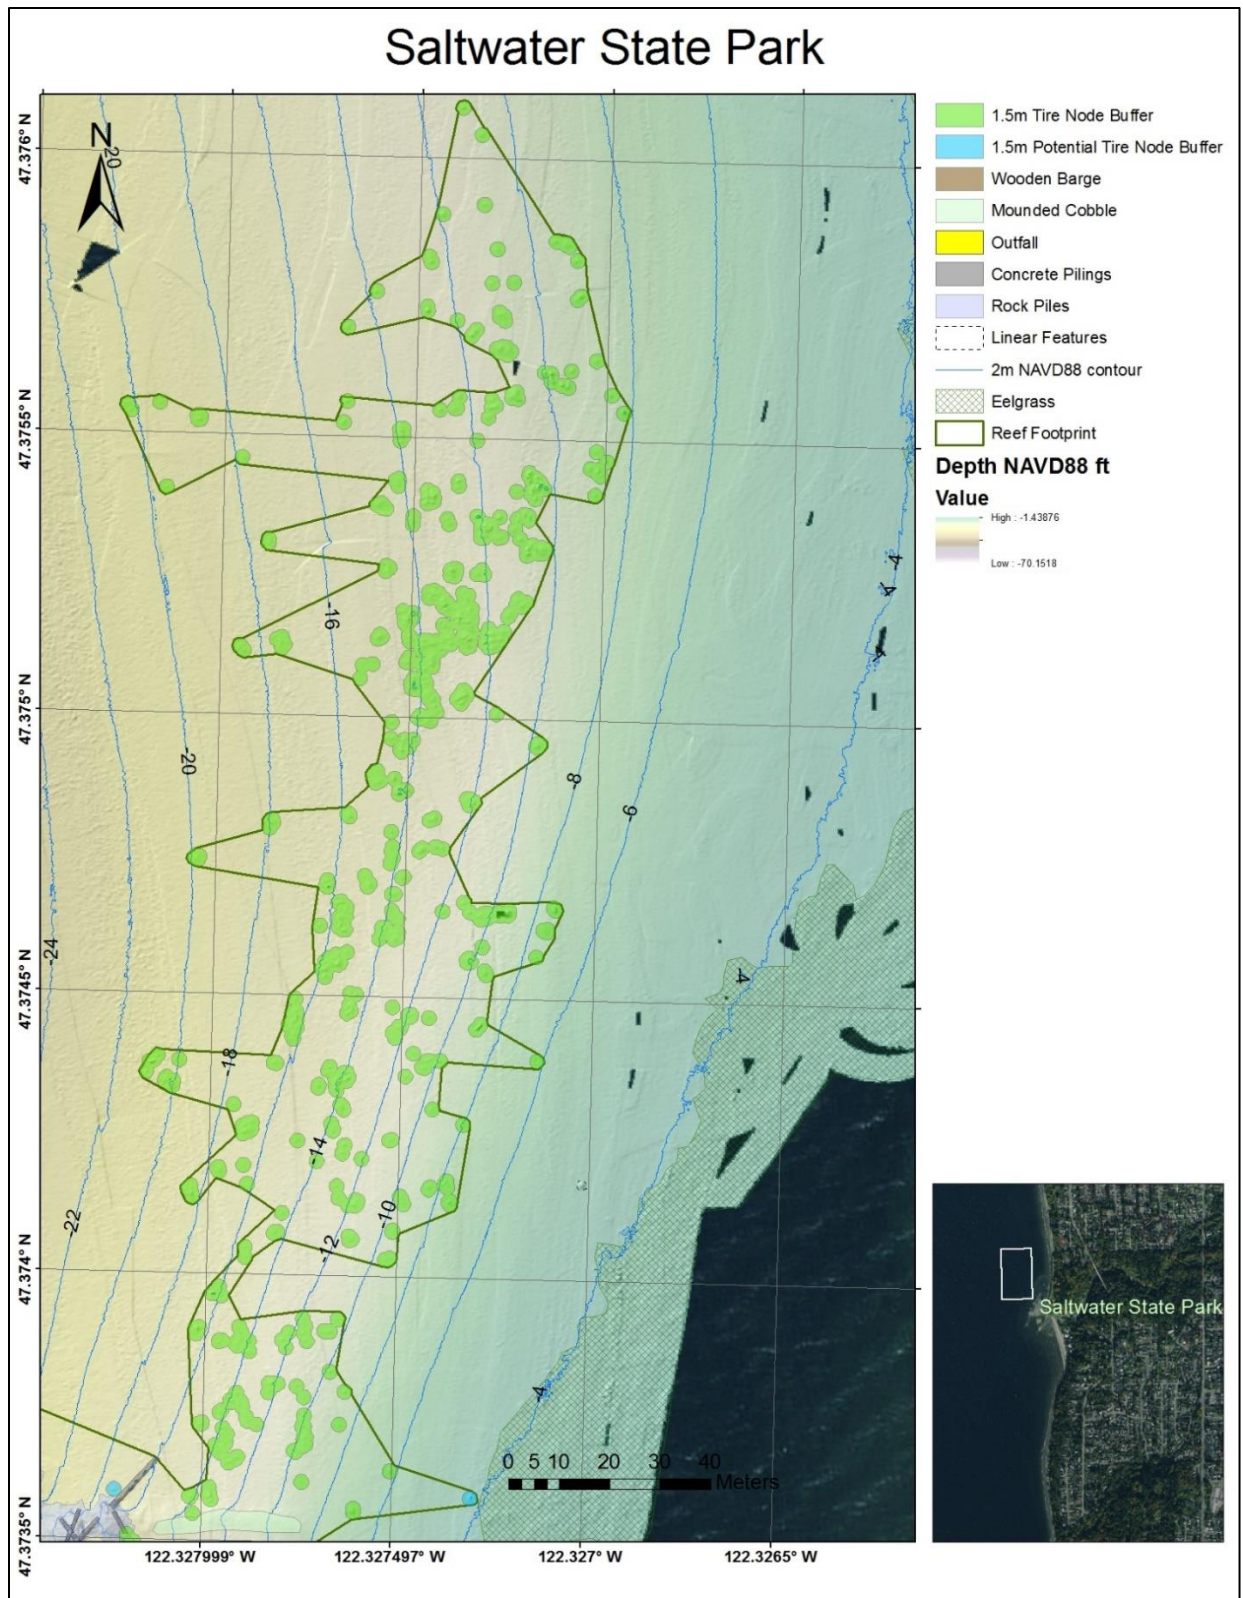 Saltwater State Park
N
47.376° N
47.3755° N
47.375° N
47.3745° N
47.374° N
47.3735° N
-20
-16
-4
-4
-20
-8
-6
-24
-4
-18
-14
-10
-22
-12
-4
0 5 10 20 30 40
Meters
122.327999° W
122.327497° W
122.327° W
122.3265° W
1.5m Tire Node Buffer
1.5m Potential Tire Node Buffer
Wooden Barge
Mounded Cobble
Outfall
Concrete Pilings
Rock Piles
Linear Features
2m NAVD88 contour
Eelgrass
Reef Footprint
Depth NAVD88 ft
Value
High : -1.43876
Low : -70.1518
Saltwater State Park